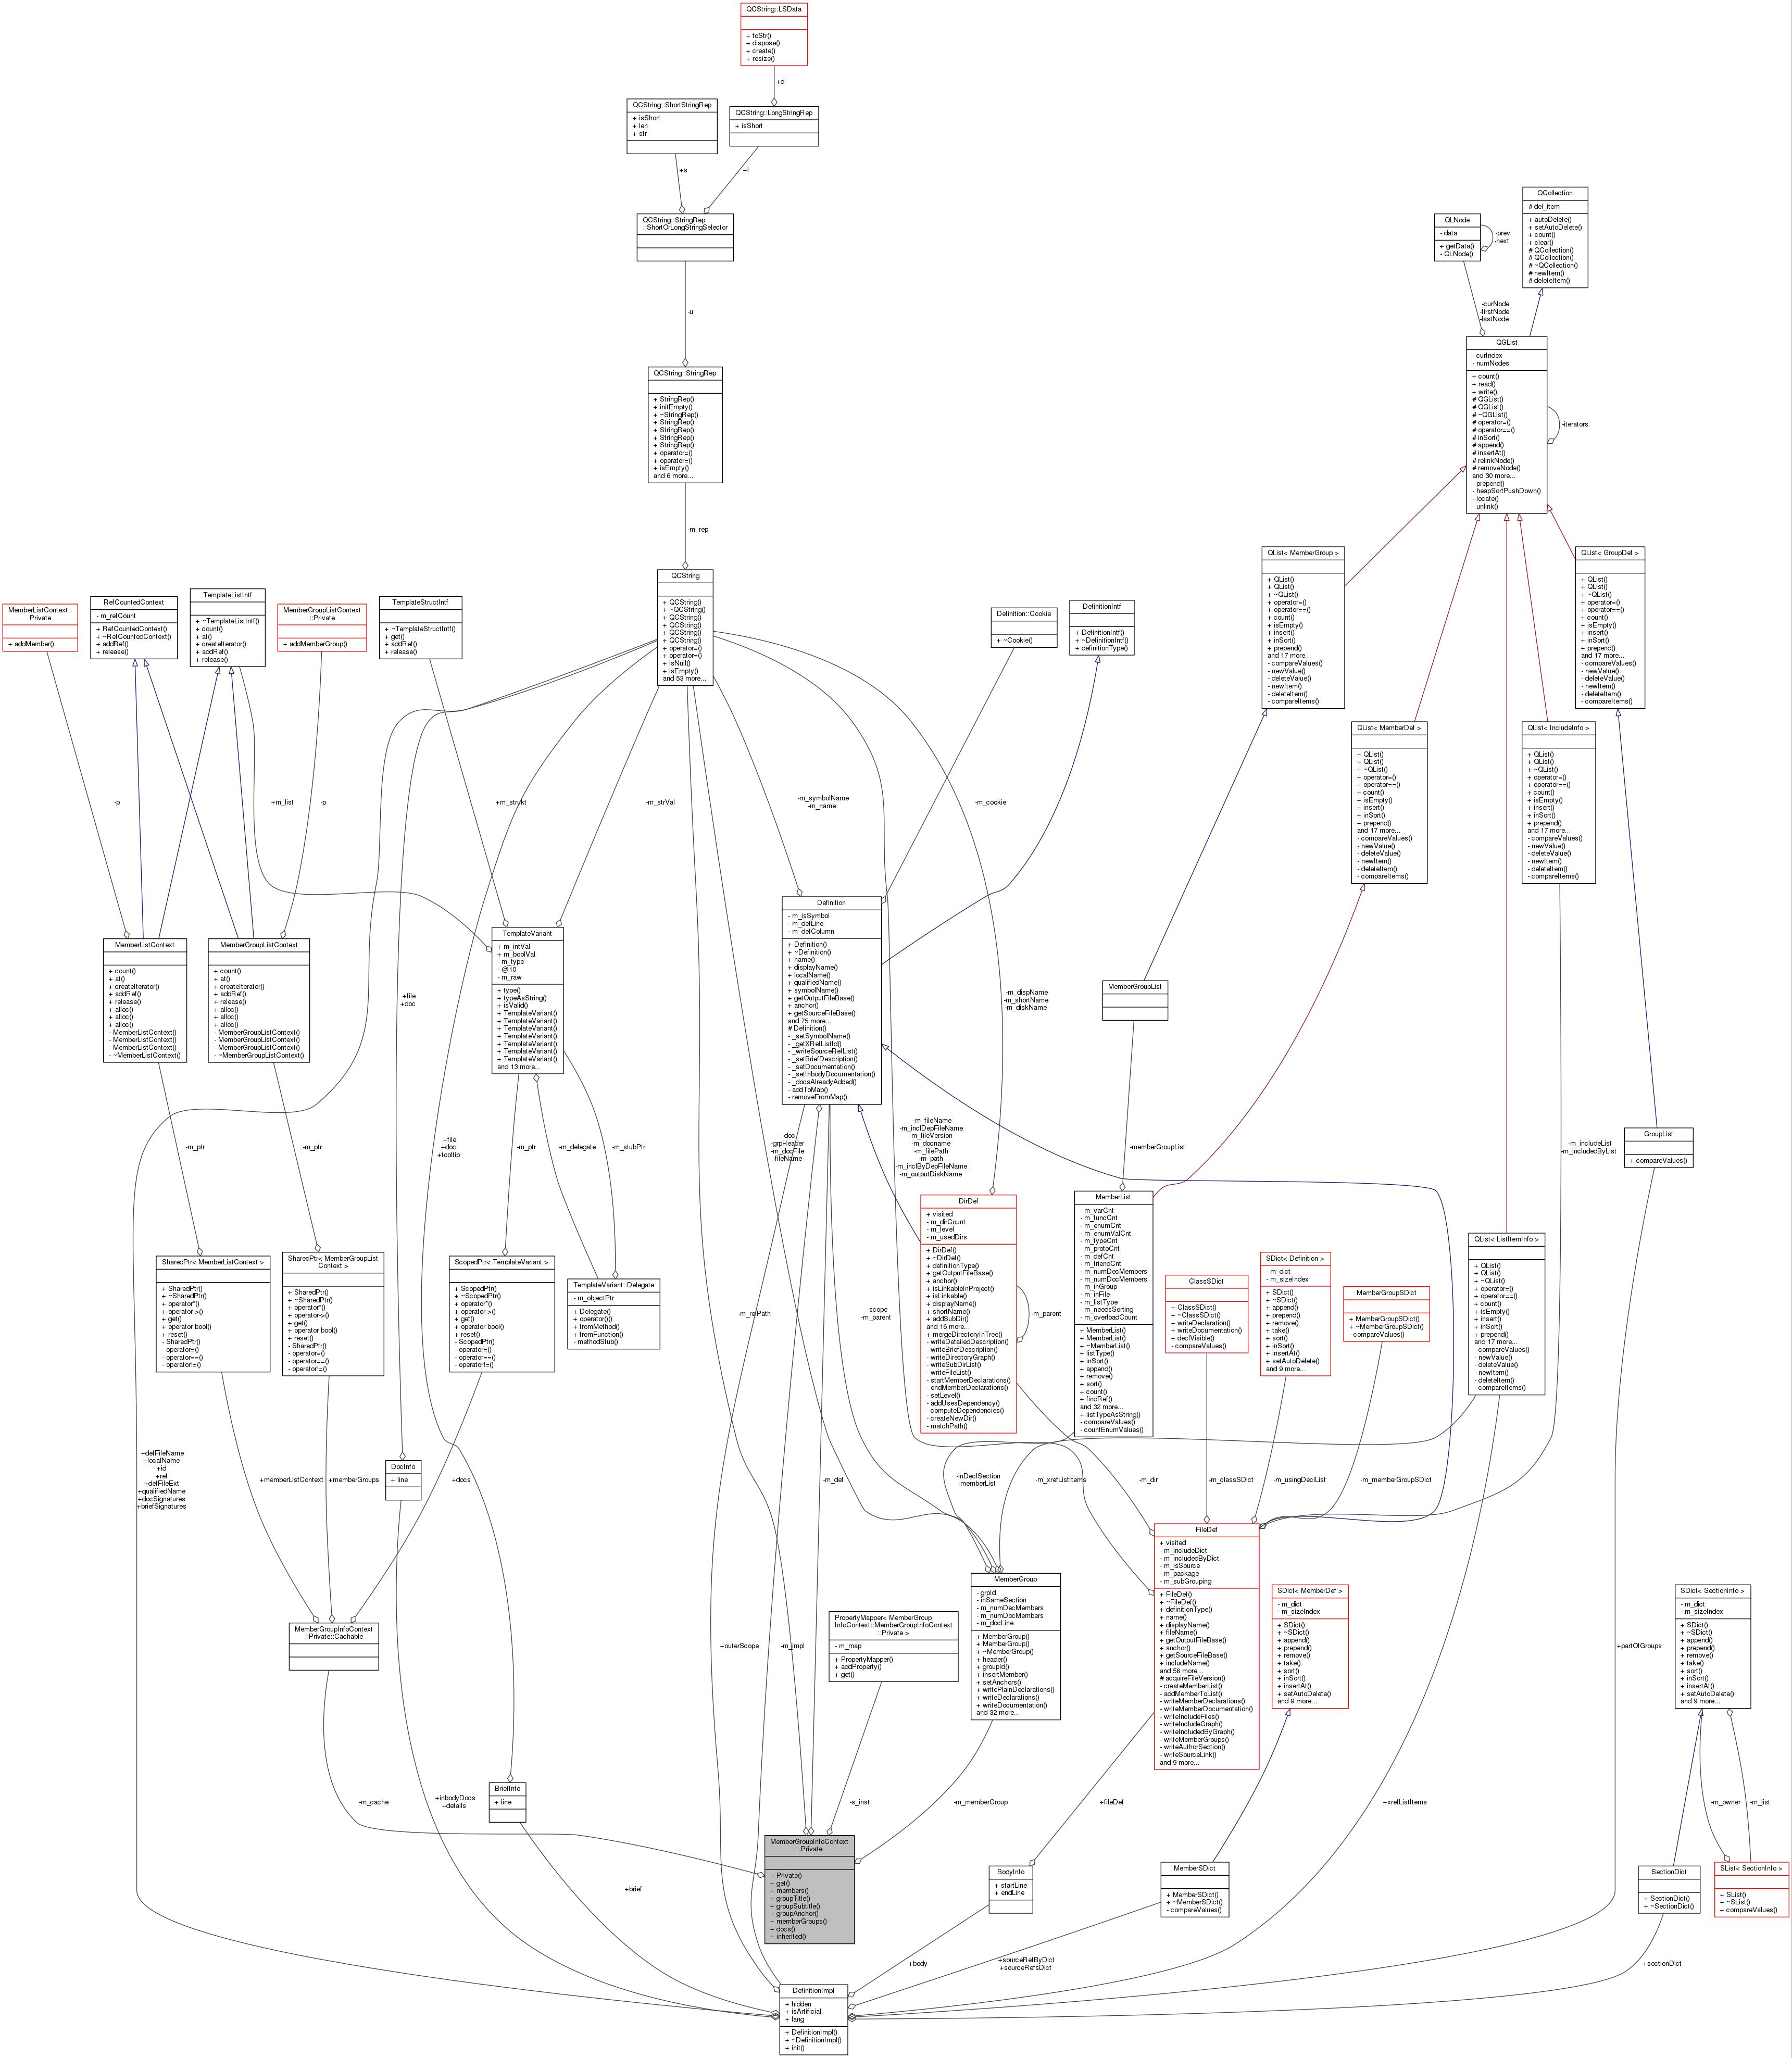 QCString::LSData
+ toStr()
+ dispose()
+ create()
+ resize()
+d
QCString::ShortStringRep
+ isShort
+ len
+ str
QCString::LongStringRep
+ isShort
+s
+l
QCString::StringRep
::ShortOrLongStringSelector
-u
QCString::StringRep
+ StringRep()
+ initEmpty()
+ ~StringRep()
+ StringRep()
+ StringRep()
+ StringRep()
+ StringRep()
+ operator=()
+ operator=()
+ isEmpty()
and 6 more...
-m_rep
QCollection
# del_item
+ autoDelete()
+ setAutoDelete()
+ count()
+ clear()
# QCollection()
# QCollection()
# ~QCollection()
# newItem()
# deleteItem()
QLNode
- data
+ getData()
- QLNode()
-prev
-next
-curNode
-firstNode
-lastNode
QGList
- curIndex
- numNodes
+ count()
+ read()
+ write()
# QGList()
# QGList()
# ~QGList()
# operator=()
# operator==()
# inSort()
# append()
# insertAt()
# relinkNode()
# removeNode()
and 30 more...
- prepend()
- heapSortPushDown()
- locate()
- unlink()
-iterators
MemberListContext::
Private
+ addMember()
RefCountedContext
- m_refCount
+ RefCountedContext()
+ ~RefCountedContext()
+ addRef()
+ release()
TemplateListIntf
+ ~TemplateListIntf()
+ count()
+ at()
+ createIterator()
+ addRef()
+ release()
MemberGroupListContext
::Private
+ addMemberGroup()
TemplateStructIntf
+ ~TemplateStructIntf()
+ get()
+ addRef()
+ release()
QCString
+ QCString()
+ ~QCString()
+ QCString()
+ QCString()
+ QCString()
+ QCString()
+ operator=()
+ operator=()
+ isNull()
+ isEmpty()
and 53 more...
Definition::Cookie
+ ~Cookie()
DefinitionIntf
+ DefinitionIntf()
+ ~DefinitionIntf()
+ definitionType()
QList< MemberGroup >
+ QList()
+ QList()
+ ~QList()
+ operator=()
+ operator==()
+ count()
+ isEmpty()
+ insert()
+ inSort()
+ prepend()
and 17 more...
- compareValues()
- newValue()
- deleteValue()
- newItem()
- deleteItem()
- compareItems()
QList< GroupDef >
+ QList()
+ QList()
+ ~QList()
+ operator=()
+ operator==()
+ count()
+ isEmpty()
+ insert()
+ inSort()
+ prepend()
and 17 more...
- compareValues()
- newValue()
- deleteValue()
- newItem()
- deleteItem()
- compareItems()
QList< MemberDef >
+ QList()
+ QList()
+ ~QList()
+ operator=()
+ operator==()
+ count()
+ isEmpty()
+ insert()
+ inSort()
+ prepend()
and 17 more...
- compareValues()
- newValue()
- deleteValue()
- newItem()
- deleteItem()
- compareItems()
QList< IncludeInfo >
+ QList()
+ QList()
+ ~QList()
+ operator=()
+ operator==()
+ count()
+ isEmpty()
+ insert()
+ inSort()
+ prepend()
and 17 more...
- compareValues()
- newValue()
- deleteValue()
- newItem()
- deleteItem()
- compareItems()
-p
+m_list
-p
+m_strukt
-m_strVal
-m_symbolName
-m_name
-m_cookie
MemberListContext
+ count()
+ at()
+ createIterator()
+ addRef()
+ release()
+ alloc()
+ alloc()
+ alloc()
- MemberListContext()
- MemberListContext()
- MemberListContext()
- ~MemberListContext()
MemberGroupListContext
+ count()
+ at()
+ createIterator()
+ addRef()
+ release()
+ alloc()
+ alloc()
+ alloc()
- MemberGroupListContext()
- MemberGroupListContext()
- MemberGroupListContext()
- ~MemberGroupListContext()
+file
+doc
TemplateVariant
+ m_intVal
+ m_boolVal
- m_type
- @10
- m_raw
+ type()
+ typeAsString()
+ isValid()
+ TemplateVariant()
+ TemplateVariant()
+ TemplateVariant()
+ TemplateVariant()
+ TemplateVariant()
+ TemplateVariant()
+ TemplateVariant()
and 13 more...
Definition
- m_isSymbol
- m_defLine
- m_defColumn
+ Definition()
+ ~Definition()
+ name()
+ displayName()
+ localName()
+ qualifiedName()
+ symbolName()
+ getOutputFileBase()
+ anchor()
+ getSourceFileBase()
and 75 more...
# Definition()
- _setSymbolName()
- _getXRefListId()
- _writeSourceRefList()
- _setBriefDescription()
- _setDocumentation()
- _setInbodyDocumentation()
- _docsAlreadyAdded()
- addToMap()
- removeFromMap()
-m_dispName
-m_shortName
-m_diskName
MemberGroupList
-m_ptr
-m_ptr
+file
+doc
+tooltip
-m_ptr
-m_delegate
-m_stubPtr
-doc
-grpHeader
-m_docFile
-fileName
-m_fileName
-m_inclDepFileName
-m_fileVersion
-m_docname
-m_filePath
-m_path
-m_inclByDepFileName
-m_outputDiskName
-memberGroupList
-m_includeList
-m_includedByList
GroupList
+ compareValues()
SharedPtr< MemberListContext >
+ SharedPtr()
+ ~SharedPtr()
+ operator*()
+ operator->()
+ get()
+ operator bool()
+ reset()
- SharedPtr()
- operator=()
- operator==()
- operator!=()
SharedPtr< MemberGroupList
Context >
+ SharedPtr()
+ ~SharedPtr()
+ operator*()
+ operator->()
+ get()
+ operator bool()
+ reset()
- SharedPtr()
- operator=()
- operator==()
- operator!=()
ScopedPtr< TemplateVariant >
+ ScopedPtr()
+ ~ScopedPtr()
+ operator*()
+ operator->()
+ get()
+ operator bool()
+ reset()
- ScopedPtr()
- operator=()
- operator==()
- operator!=()
TemplateVariant::Delegate
- m_objectPtr
+ Delegate()
+ operator()()
+ fromMethod()
+ fromFunction()
- methodStub()
-m_relPath
-scope
-m_parent
DirDef
+ visited
- m_dirCount
- m_level
- m_usedDirs
+ DirDef()
+ ~DirDef()
+ definitionType()
+ getOutputFileBase()
+ anchor()
+ isLinkableInProject()
+ isLinkable()
+ displayName()
+ shortName()
+ addSubDir()
and 16 more...
+ mergeDirectoryInTree()
- writeDetailedDescription()
- writeBriefDescription()
- writeDirectoryGraph()
- writeSubDirList()
- writeFileList()
- startMemberDeclarations()
- endMemberDeclarations()
- setLevel()
- addUsesDependency()
- computeDependencies()
- createNewDir()
- matchPath()
-m_parent
MemberList
- m_varCnt
- m_funcCnt
- m_enumCnt
- m_enumValCnt
- m_typeCnt
- m_protoCnt
- m_defCnt
- m_friendCnt
- m_numDecMembers
- m_numDocMembers
- m_inGroup
- m_inFile
- m_listType
- m_needsSorting
- m_overloadCount
+ MemberList()
+ MemberList()
+ ~MemberList()
+ listType()
+ inSort()
+ append()
+ remove()
+ sort()
+ count()
+ findRef()
and 32 more...
+ listTypeAsString()
- compareValues()
- countEnumValues()
ClassSDict
+ ClassSDict()
+ ~ClassSDict()
+ writeDeclaration()
+ writeDocumentation()
+ declVisible()
- compareValues()
SDict< Definition >
- m_dict
- m_sizeIndex
+ SDict()
+ ~SDict()
+ append()
+ prepend()
+ remove()
+ take()
+ sort()
+ inSort()
+ insertAt()
+ setAutoDelete()
and 9 more...
MemberGroupSDict
+ MemberGroupSDict()
+ ~MemberGroupSDict()
- compareValues()
QList< ListItemInfo >
+ QList()
+ QList()
+ ~QList()
+ operator=()
+ operator==()
+ count()
+ isEmpty()
+ insert()
+ inSort()
+ prepend()
and 17 more...
- compareValues()
- newValue()
- deleteValue()
- newItem()
- deleteItem()
- compareItems()
+defFileName
+localName
+id
+ref
+defFileExt
+qualifiedName
+docSignatures
+briefSignatures
+memberListContext
+memberGroups
DocInfo
+ line
+docs
-m_def
-inDeclSection
-memberList
-m_xrefListItems
-m_dir
-m_classSDict
-m_usingDeclList
-m_memberGroupSDict
MemberGroupInfoContext
::Private::Cachable
PropertyMapper< MemberGroup
InfoContext::MemberGroupInfoContext
::Private >
- m_map
+ PropertyMapper()
+ addProperty()
+ get()
MemberGroup
- grpId
- inSameSection
- m_numDecMembers
- m_numDocMembers
- m_docLine
+ MemberGroup()
+ MemberGroup()
+ ~MemberGroup()
+ header()
+ groupId()
+ insertMember()
+ setAnchors()
+ writePlainDeclarations()
+ writeDeclarations()
+ writeDocumentation()
and 32 more...
FileDef
+ visited
- m_includeDict
- m_includedByDict
- m_isSource
- m_package
- m_subGrouping
+ FileDef()
+ ~FileDef()
+ definitionType()
+ name()
+ displayName()
+ fileName()
+ getOutputFileBase()
+ anchor()
+ getSourceFileBase()
+ includeName()
and 58 more...
# acquireFileVersion()
- createMemberList()
- addMemberToList()
- writeMemberDeclarations()
- writeMemberDocumentation()
- writeIncludeFiles()
- writeIncludeGraph()
- writeIncludedByGraph()
- writeMemberGroups()
- writeAuthorSection()
- writeSourceLink()
and 9 more...
SDict< MemberDef >
- m_dict
- m_sizeIndex
+ SDict()
+ ~SDict()
+ append()
+ prepend()
+ remove()
+ take()
+ sort()
+ inSort()
+ insertAt()
+ setAutoDelete()
and 9 more...
SDict< SectionInfo >
- m_dict
- m_sizeIndex
+ SDict()
+ ~SDict()
+ append()
+ prepend()
+ remove()
+ take()
+ sort()
+ inSort()
+ insertAt()
+ setAutoDelete()
and 9 more...
+outerScope
-m_impl
+partOfGroups
-m_cache
+inbodyDocs
+details
BriefInfo
+ line
-s_inst
-m_memberGroup
+fileDef
+xrefListItems
-m_owner
-m_list
MemberGroupInfoContext
::Private
+ Private()
+ get()
+ members()
+ groupTitle()
+ groupSubtitle()
+ groupAnchor()
+ memberGroups()
+ docs()
+ inherited()
+brief
BodyInfo
+ startLine
+ endLine
MemberSDict
+ MemberSDict()
+ ~MemberSDict()
- compareValues()
SectionDict
+ SectionDict()
+ ~SectionDict()
SList< SectionInfo >
+ SList()
+ ~SList()
+ compareValues()
+body
+sourceRefByDict
+sourceRefsDict
+sectionDict
DefinitionImpl
+ hidden
+ isArtificial
+ lang
+ DefinitionImpl()
+ ~DefinitionImpl()
+ init()